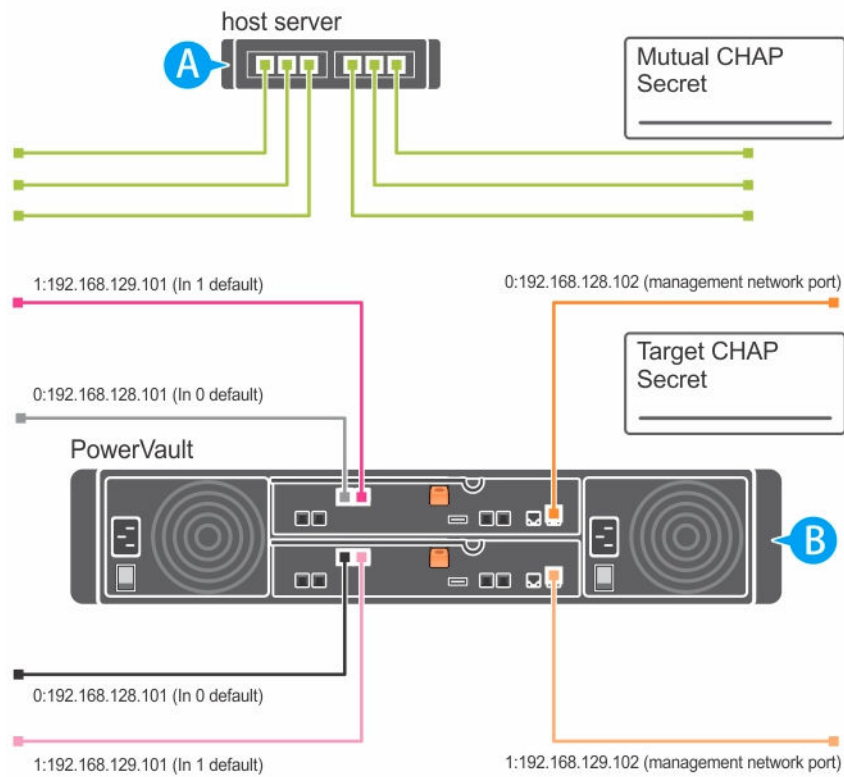 host server
A
Mutual CHAP
Secret
1:192.168.129.101 (In 1 default)
0:192.168.128.102 (management network port)
Target CHAP
Secret
0:192.168.128.101 (In 0 default)
PowerVault
B
0:192.168.128.101 (In 0 default)
1:192.168.129.101 (In 1 default)
1:192.168.129.102 (management network port)